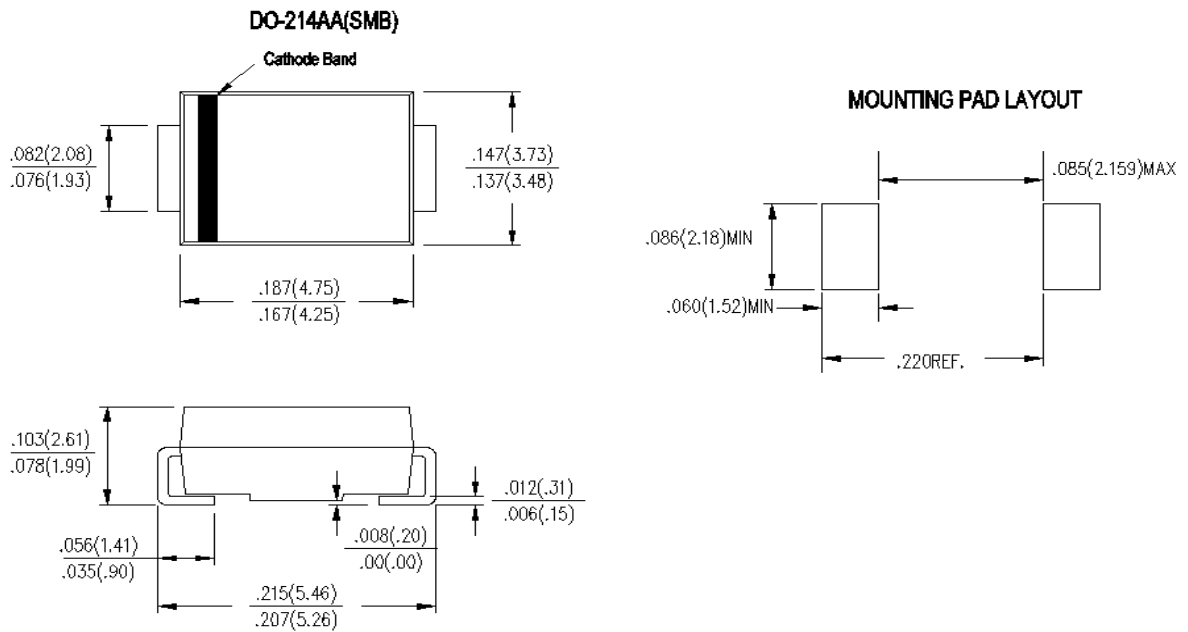 DO-214AA(SMB)
Cathode Band
.082(2.08)
.076(1.93)
.147(3.73)
.137(3.48)
.187(4.75)
.167(4.25)
MOUNTING PAD LAYOUT
.085(2.159)MAX
.086(2.18)MIN
.060(1.52)MIN
.220REF.
.103(2.61)
.078(1.99)
.012(.31)
.006(.15)
.008(.20)
.00(.00)
.056(1.41)
.035(.90)
.215(5.46)
.207(5.26)